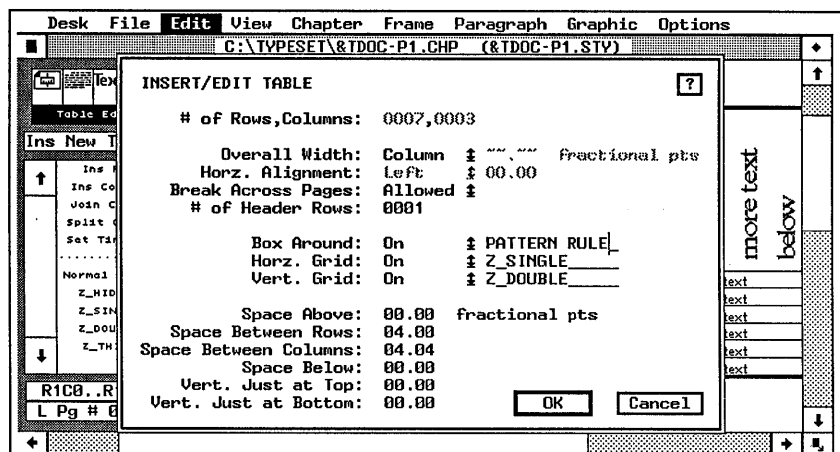 Desk File Edit View Chapter Frame Paragraph Graphic Options
C:\TYPESET\&TDOC-P1.CHP (&TDOC-P1.STY)
Tex
Table Ed
Ins New T
Ins
Ins Co
Join C
Split
Set Ti
Normal
Z_HID
Z_SIN
Z_DOU
Z_TH
R1C0..R
L Pg # 0
INSERT/EDIT TABLE ?
# of Rows,Columns: 0007,0003
Overall Width: Column ~~.~~ fractional pts
Horz. Alignment: Left 00.00
Break Across Pages: Allowed
# of Header Rows: 0001
Box Around: On PATTERN RULE_
Horz. Grid: On Z_SINGLE_____
Vert. Grid: On Z_DOUBLE_____
Space Above: 00.00 fractional pts
Space Between Rows: 04.00
Space Between Columns: 04.04
Space Below: 00.00
Vert. Just at Top: 00.00
Vert. Just at Bottom: 00.00
OK Cancel
more text
below
text
text
text
text
text
text